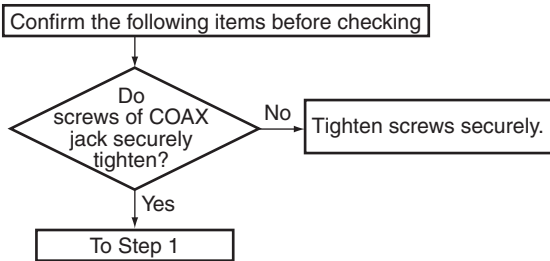 Confirm the following items before checking
Do
screws of COAX
jack securely
tighten?
No
Tighten screws securely.
Yes
To Step 1